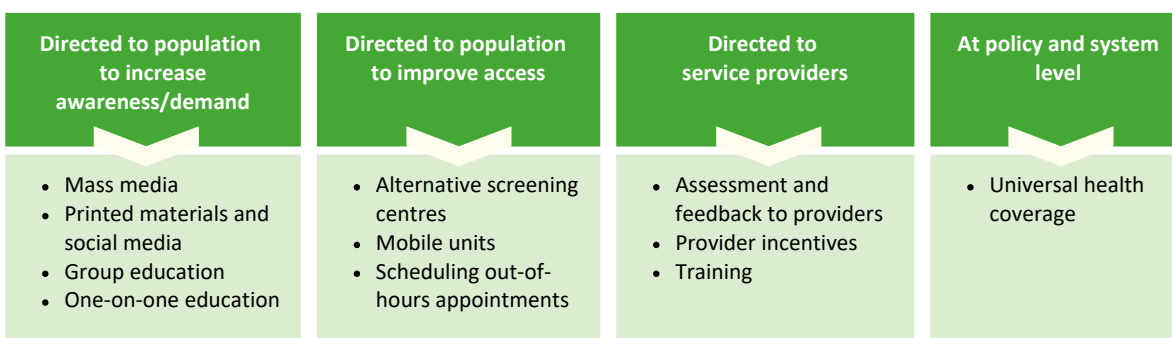 Directed to population
to increase
awareness/demand
• Mass media
• Printed materials and
social media
• Group education
• One-on-one education
Directed to population
to improve access
• Alternative screening
centres
• Mobile units
• Scheduling out-of-
hours appointments
Directed to
service providers
• Assessment and
feedback to providers
• Provider incentives
• Training
At policy and system
level
• Universal health
coverage